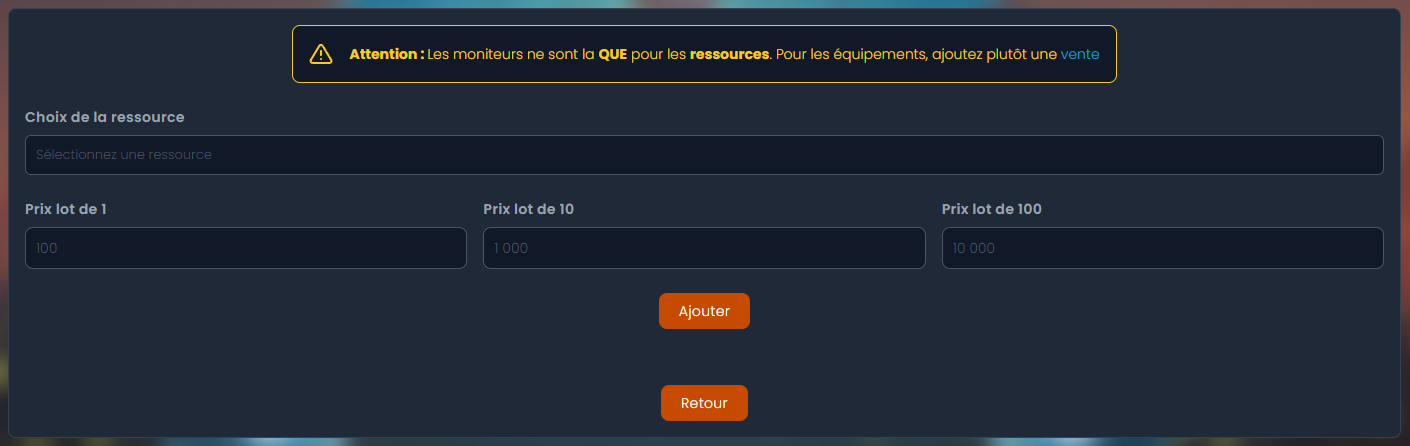 Attention : Les moniteurs ne sont la QUE pour les ressources. Pour les équipements, ajoutez plutôt une vente
Choix de la ressource
Sélectionnez une ressource
Prix lot de 1
Prix lot de 10
Prix lot de 100
100
1 000
10 000
Ajouter
Retour